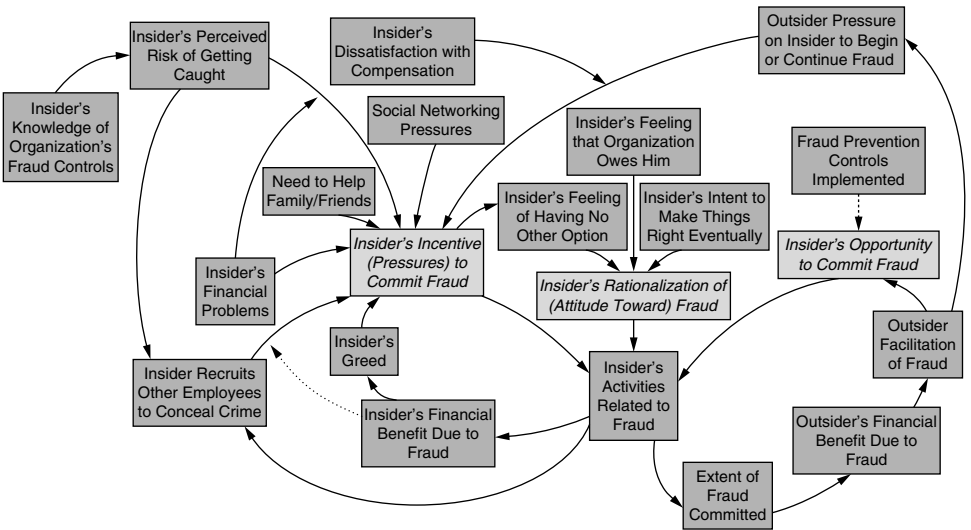 Insider's Perceived
Risk of Getting
Caught
Insider's
Dissatisfaction with
Compensation
Outsider Pressure
on Insider to Begin
or Continue Fraud
Insider's
Knowledge of
Organization's
Fraud Controls
Social Networking
Pressures
Insider's Feeling
that Organization
Owes Him
Fraud Prevention
Controls
Implemented
Need to Help
Family/Friends
Insider's Feeling
of Having No
Other Option
Insider's Intent to
Make Things
Right Eventually
Insider's Incentive
(Pressures) to
Commit Fraud
Insider's Opportunity
to Commit Fraud
Insider's
Financial
Problems
Insider's Rationalization of
(Attitude Toward) Fraud
Insider's
Greed
Outsider
Facilitation
of Fraud
Insider Recruits
Other Employees
to Conceal Crime
Insider's
Activities
Related to
Fraud
Insider's Financial
Benefit Due to
Fraud
Outsider's Financial
Benefit Due to
Fraud
Extent of
Fraud
Committed